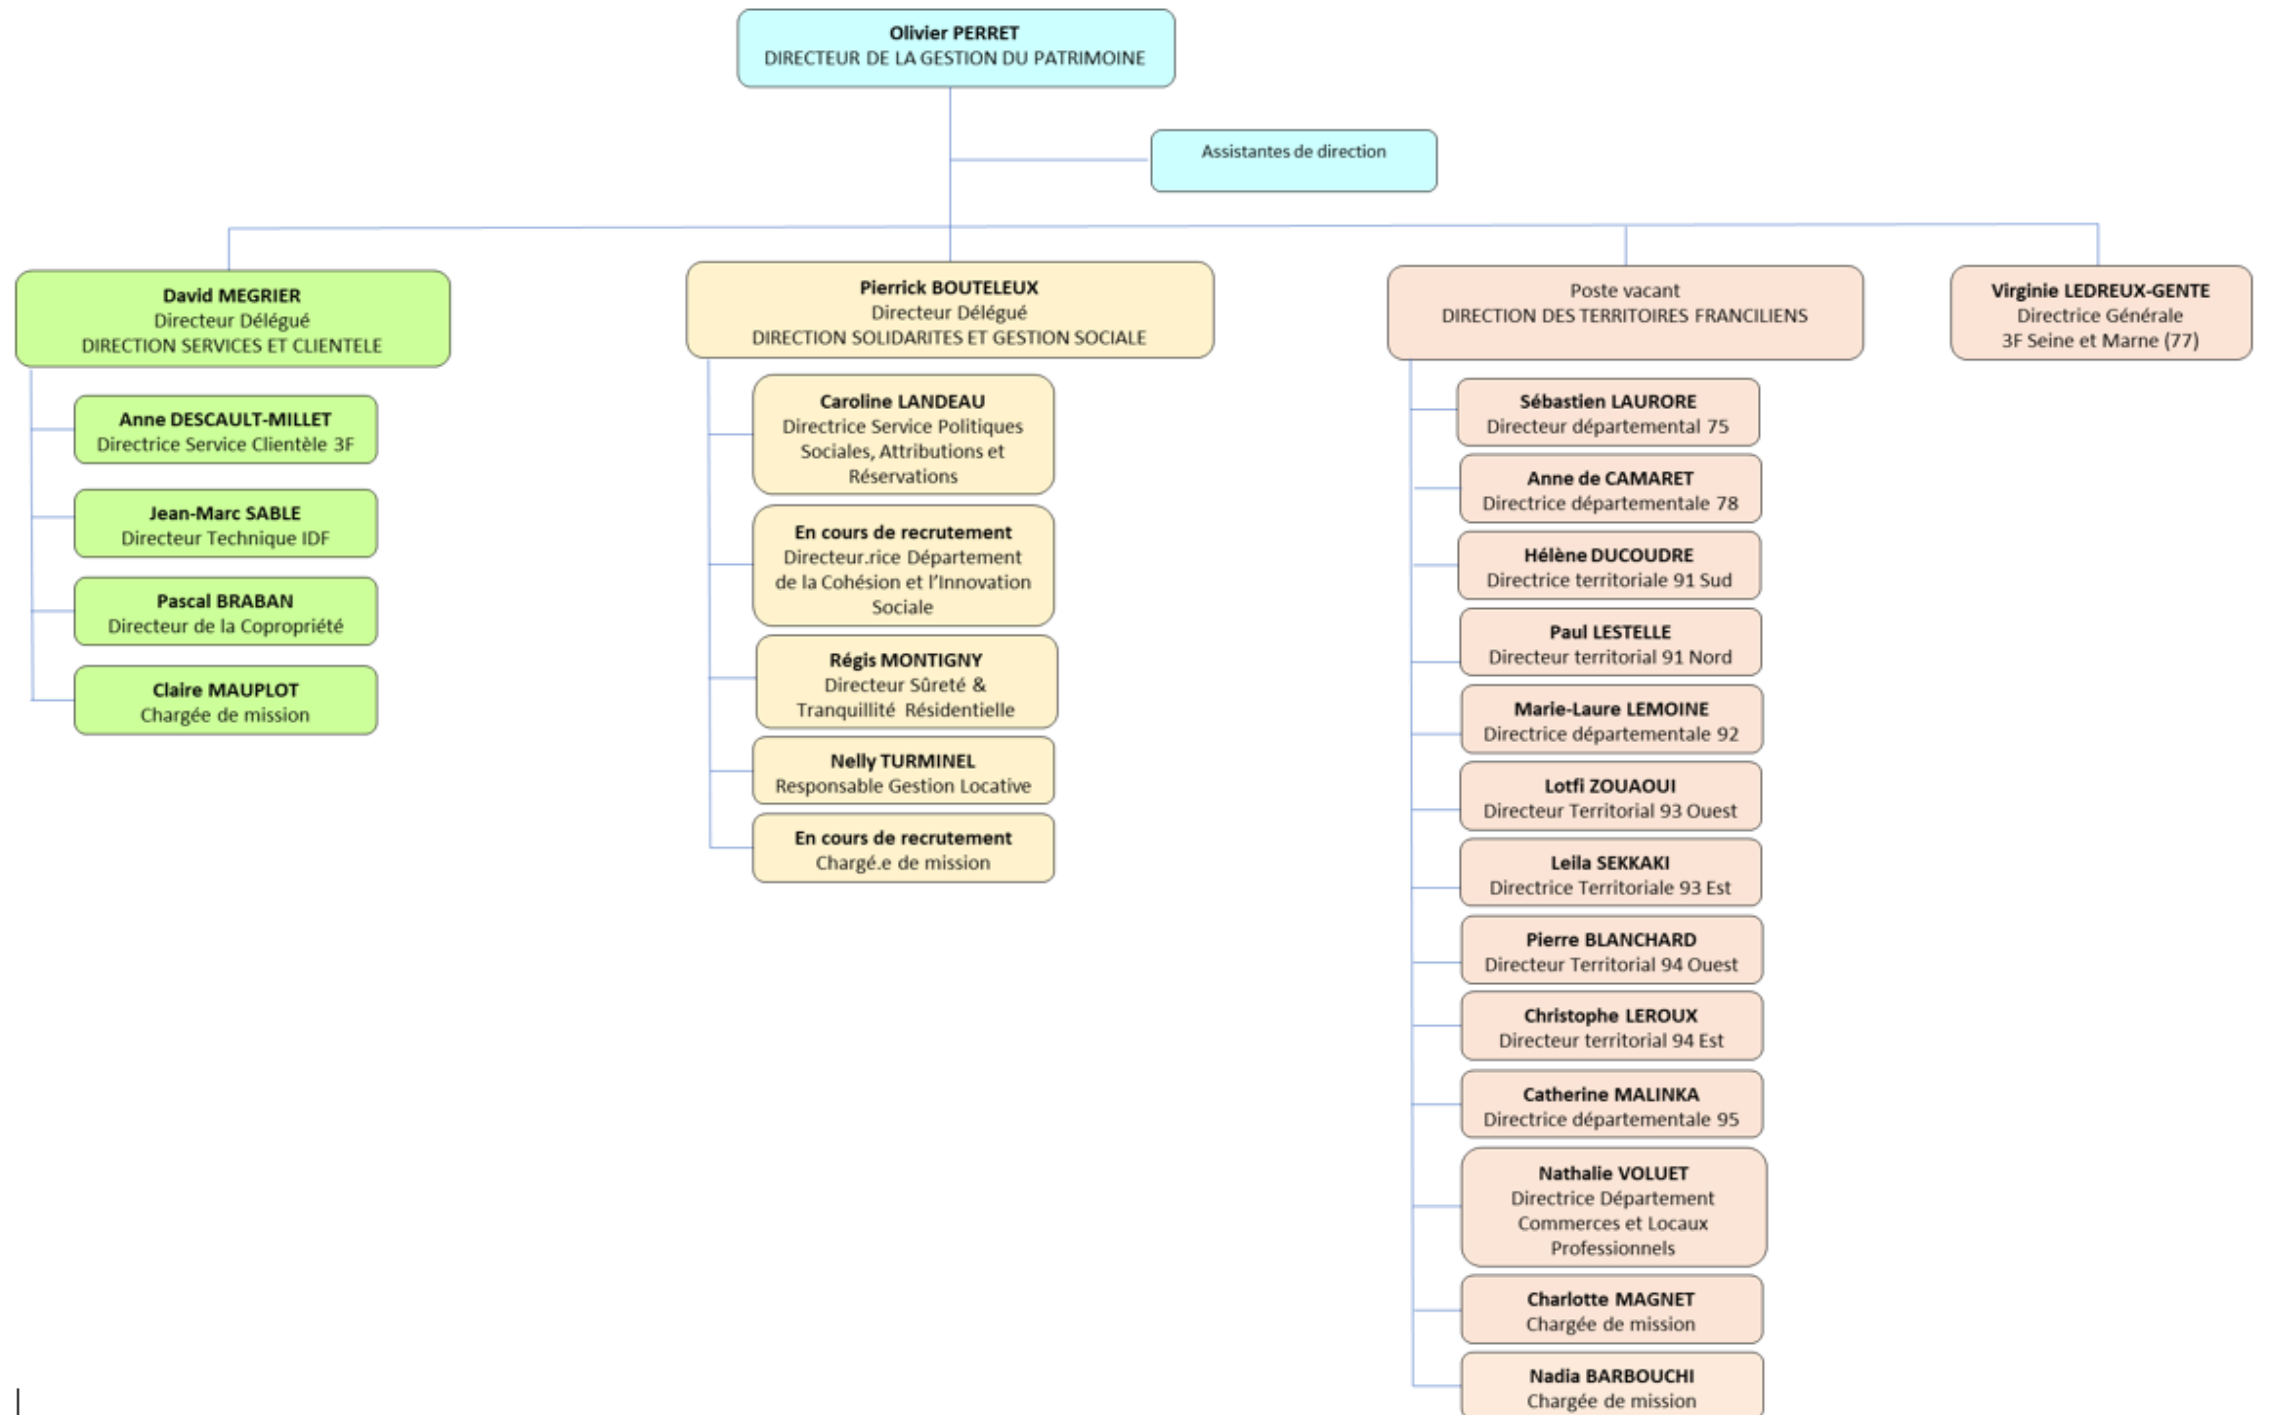 Olivier PERRET
DIRECTEUR DE LA GESTION DU PATRIMOINE
Assistantes de direction
David MEGRIER
Directeur Délégué
DIRECTION SERVICES ET CLIENTELE
Anne DESCAULT-MILLET
Directrice Service Clientèle 3F
Jean-Marc SABLE
Directeur Technique IDF
Pascal BRABAN
Directeur de la Copropriété
Claire MAUPLOT
Chargée de mission
Pierrick BOUTELEUX
Directeur Délégué
DIRECTION SOLIDARITES ET GESTION SOCIALE
Caroline LANDEAU
Directrice Service Politiques
Sociales, Attributions et
Réservations
En cours de recrutement
Directeur.rice Département
de la Cohésion et l'Innovation
Sociale
Régis MONTIGNY
Directeur Sûreté &
Tranquillité Résidentielle
Nelly TURMINEL
Responsable Gestion Locative
En cours de recrutement
Chargé.e de mission
Poste vacant
DIRECTION DES TERRITOIRES FRANCILIENS
Sébastien LAURORE
Directeur départemental 75
Anne de CAMARET
Directrice départementale 78
Hélène DUCOUDRE
Directrice territoriale 91 Sud
Paul LESTELLE
Directeur territorial 91 Nord
Marie-Laure LEMOINE
Directrice départementale 92
Lotfi ZOUAOUI
Directeur Territorial 93 Ouest
Leila SEKKAKI
Directrice Territoriale 93 Est
Pierre BLANCHARD
Directeur Territorial 94 Ouest
Christophe LEROUX
Directeur territorial 94 Est
Catherine MALINKA
Directrice départementale 95
Nathalie VOLUET
Directrice Département
Commerces et Locaux
Professionnels
Charlotte MAGNET
Chargée de mission
Nadia BARBOUCHI
Chargée de mission
Virginie LEDREUX-GENTE
Directrice Générale
3F Seine et Marne (77)